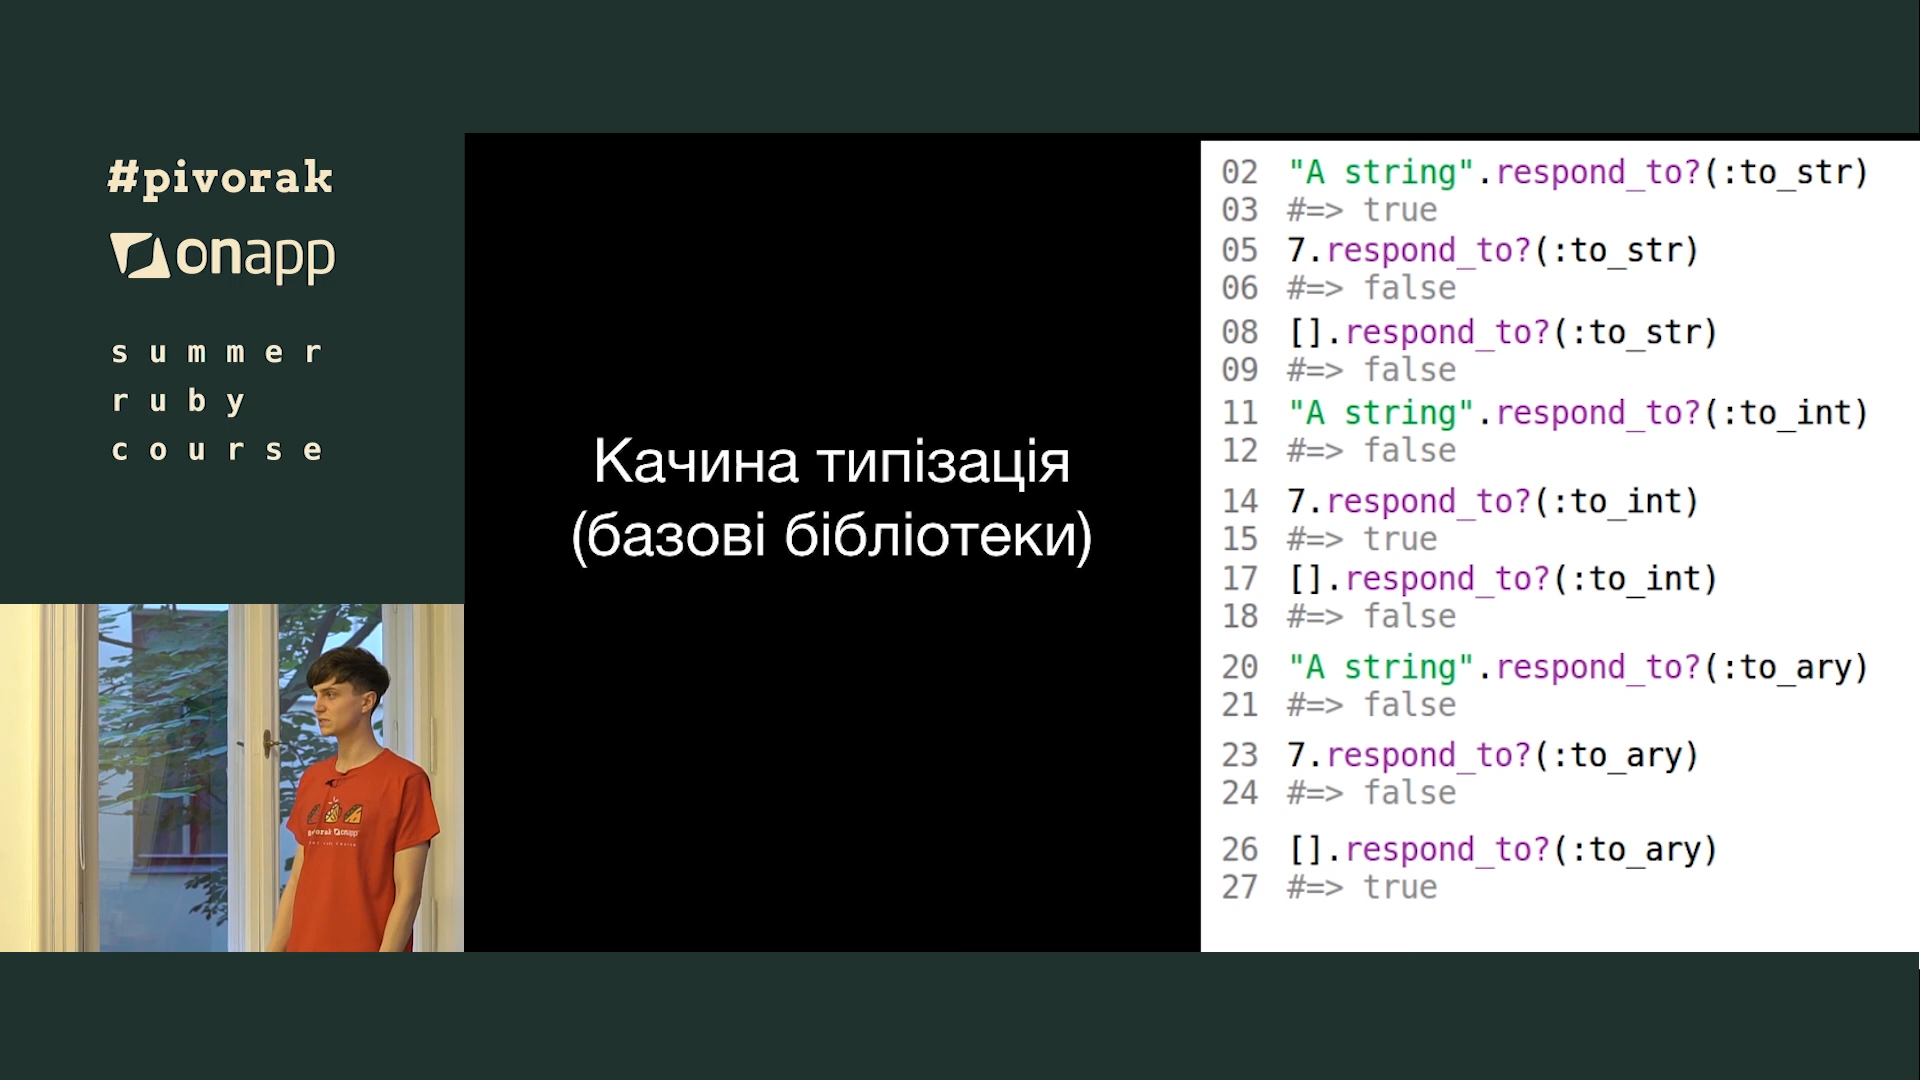 #pivorak
onapp
summer
ruby
course
Качина типізація
(базові бібліотеки)
02 "A string".respond_to?(:to_str)
03 #=> true
05 7.respond_to?(:to_str)
06 #=> false
08 [].respond_to?(:to_str)
09 #=> false
11 "A string".respond_to?(:to_int)
12 #=> false
14 7.respond_to?(:to_int)
15 #=> true
17 [].respond_to?(:to_int)
18 #=> false
20 "A string".respond_to?(:to_ary)
21 #=> false
23 7.respond_to?(:to_ary)
24 #=> false
26 [].respond_to?(:to_ary)
27 #=> true